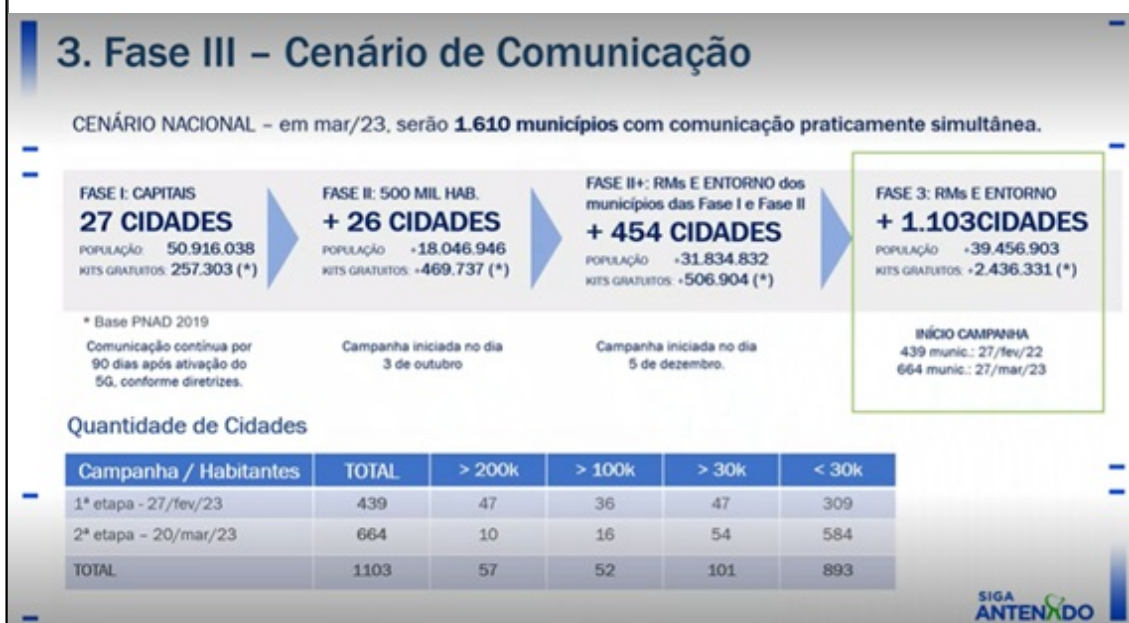 3. Fase III – Cenário de Comunicação
CENÁRIO NACIONAL – em mar/23, serão 1.610 municípios com comunicação praticamente simultânea.
FASE I: CAPITAIS
27 CIDADES
POPULAÇÃO: 50.916.038
KITS GRATUITOS: 257.303 (*)
FASE II: 500 MIL HAB.
+ 26 CIDADES
POPULAÇÃO +18.046.946
KITS GRATUITOS: +469.737 (*)
FASE II+: RMs E ENTORNO dos
municípios das Fase I e Fase II
+ 454 CIDADES
POPULAÇÃO +31.834.832
KITS GRATUITOS: +506.904 (*)
FASE 3: RMs E ENTORNO
+ 1.103CIDADES
POPULAÇÃO +39.456.903
KITS GRATUITOS: +2.436.331 (*)
* Base PNAD 2019
Comunicação contínua por
90 dias após ativação do
5G, conforme diretrizes.
Campanha iniciada no dia
3 de outubro
Campanha iniciada no dia
5 de dezembro.
INÍCIO CAMPANHA
439 munic.: 27/fev/22
664 munic.: 27/mar/23
Quantidade de Cidades
Campanha / Habitantes TOTAL > 200k > 100k > 30k < 30k
1ª etapa - 27/fev/23 439 47 36 47 309
2ª etapa – 20/mar/23 664 10 16 54 584
TOTAL 1103 57 52 101 893
SIGA
ANTENADO